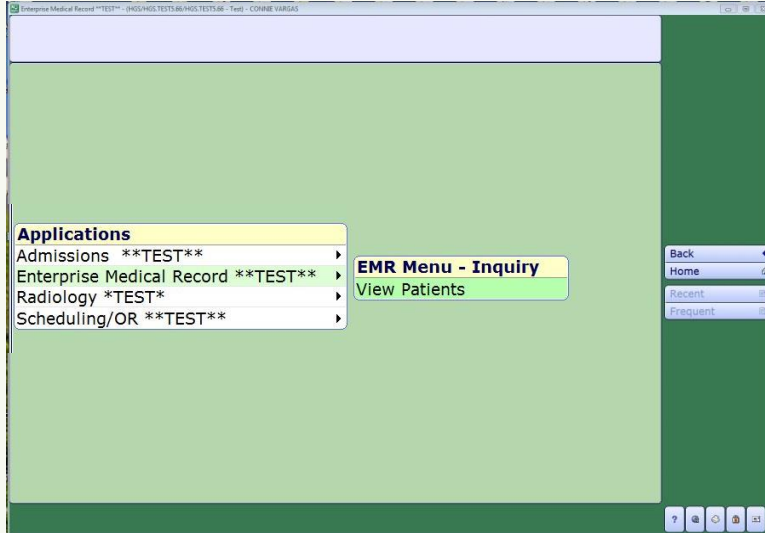 Enterprise Medical Record **TEST** - (HGS/HGS.TEST5.66/HGS.TEST5.66 - Test) - CONNIE VARGAS
Applications
Admissions **TEST**
Enterprise Medical Record **TEST**
Radiology *TEST*
Scheduling/OR **TEST**
EMR Menu - Inquiry
View Patients
Back
Home
Recent
Frequent
?